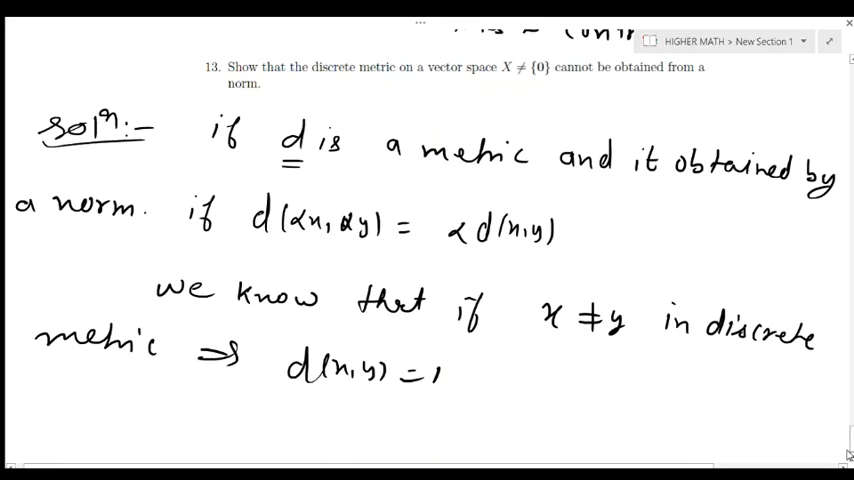 HIGHER MATH > New Section 1
13. Show that the discrete metric on a vector space X ≠ {0} cannot be obtained from a
norm.
Solⁿ:- if d is a metric and it obtained by
a norm. if d(αx, αy) = α d(x,y)
we know that if x ≠ y in discrete
metric ⇒ d(x,y) = 1